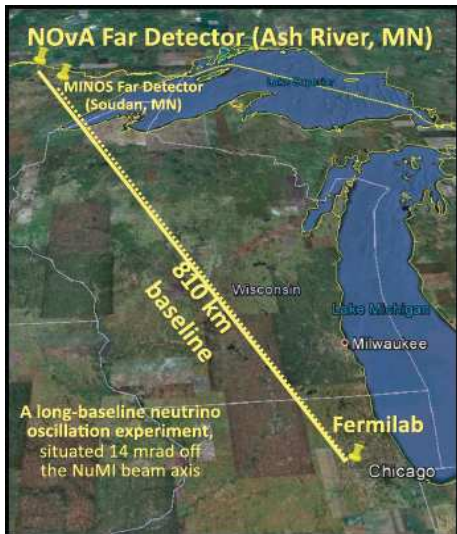 NOvA Far Detector (Ash River, MN)
MINOS Far Detector
(Soudan, MN)
Lake Superior
810 km
baseline
Wisconsin
Lake Michigan
Milwaukee
A long-baseline neutrino
oscillation experiment,
situated 14 mrad off
the NuMI beam axis
Fermilab
Chicago